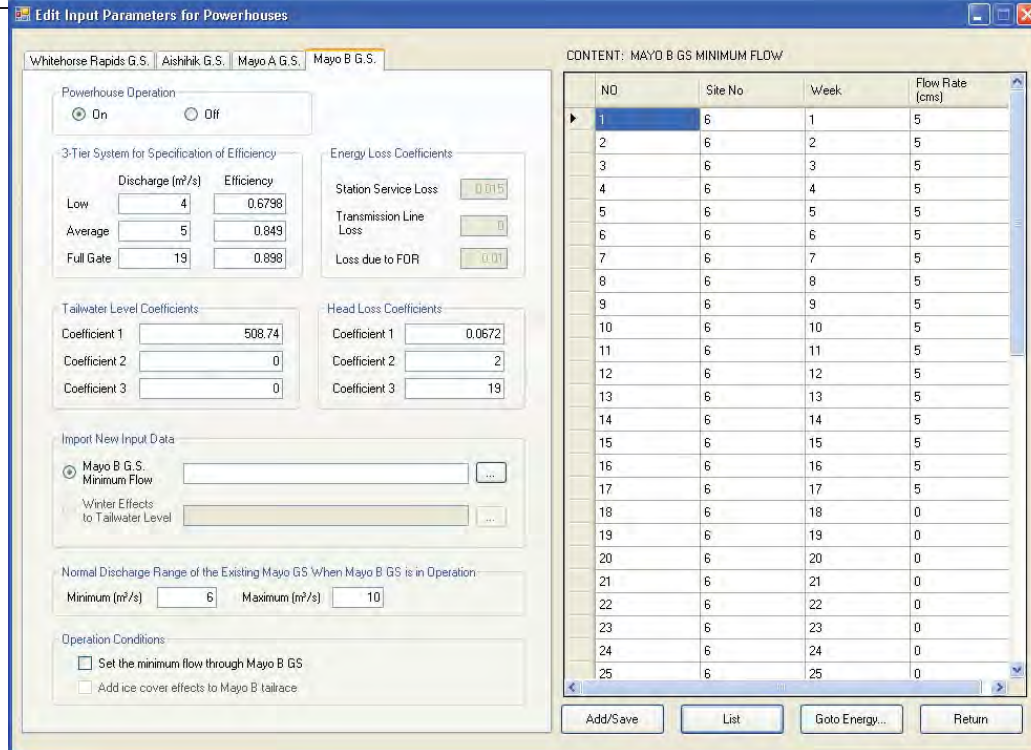 Edit Input Parameters for Powerhouses
Whitehorse Rapids G.S. Aishihik G.S. Mayo A G.S. Mayo B G.S.
Powerhouse Operation
On Off
3-Tier System for Specification of Efficiency
Discharge (m³/s) Efficiency
Low 4 0.6798
Average 5 0.849
Full Gate 19 0.898
Energy Loss Coefficients
Station Service Loss 0.015
Transmission Line
Loss 0
Loss due to FOR 0.01
Tailwater Level Coefficients
Coefficient 1 508.74
Coefficient 2 0
Coefficient 3 0
Head Loss Coefficients
Coefficient 1 0.0672
Coefficient 2 2
Coefficient 3 19
Import New Input Data
Mayo B G.S.
Minimum Flow ...
Winter Effects
to Tailwater Level ...
Normal Discharge Range of the Existing Mayo GS When Mayo B GS is in Operation
Minimum (m³/s) 6 Maximum (m³/s) 10
Operation Conditions
Set the minimum flow through Mayo B GS
Add ice cover effects to Mayo B tailrace
CONTENT: MAYO B GS MINIMUM FLOW
NO Site No Week Flow Rate
(cms)
1 6 1 5
2 6 2 5
3 6 3 5
4 6 4 5
5 6 5 5
6 6 6 5
7 6 7 5
8 6 8 5
9 6 9 5
10 6 10 5
11 6 11 5
12 6 12 5
13 6 13 5
14 6 14 5
15 6 15 5
16 6 16 5
17 6 17 5
18 6 18 0
19 6 19 0
20 6 20 0
21 6 21 0
22 6 22 0
23 6 23 0
24 6 24 0
25 6 25 0
Add/Save List Goto Energy... Return